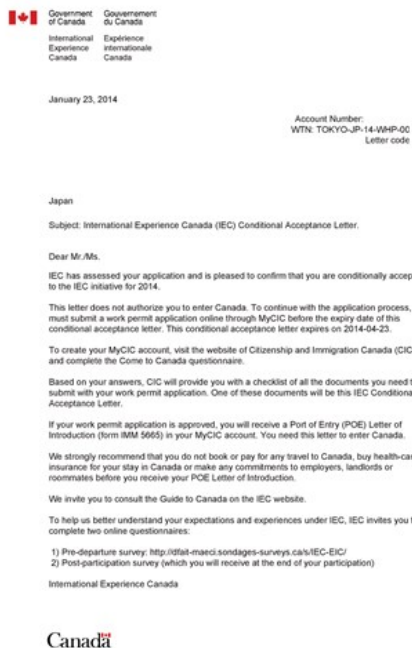 Government Gouvernement
of Canada du Canada
International Expérience
Experience internationale
Canada Canada
January 23, 2014
Account Number:
WTN: TOKYO-JP-14-WHP-00
Letter code
Japan
Subject: International Experience Canada (IEC) Conditional Acceptance Letter.
Dear Mr./Ms.
IEC has assessed your application and is pleased to confirm that you are conditionally accep
to the IEC initiative for 2014.
This letter does not authorize you to enter Canada. To continue with the application process,
must submit a work permit application online through MyCIC before the expiry date of this
conditional acceptance letter. This conditional acceptance letter expires on 2014-04-23.
To create your MyCIC account, visit the website of Citizenship and Immigration Canada (CIC
and complete the Come to Canada questionnaire.
Based on your answers, CIC will provide you with a checklist of all the documents you need t
submit with your work permit application. One of these documents will be this IEC Conditiona
Acceptance Letter.
If your work permit application is approved, you will receive a Port of Entry (POE) Letter of
Introduction (form IMM 5665) in your MyCIC account. You need this letter to enter Canada.
We strongly recommend that you do not book or pay for any travel to Canada, buy health-car
insurance for your stay in Canada or make any commitments to employers, landlords or
roommates before you receive your POE Letter of Introduction.
We invite you to consult the Guide to Canada on the IEC website.
To help us better understand your expectations and experiences under IEC, IEC invites you t
complete two online questionnaires:
1) Pre-departure survey: http://dfait-maeci.sondages-surveys.ca/s/IEC-EIC/
2) Post-participation survey (which you will receive at the end of your participation)
International Experience Canada
Canada